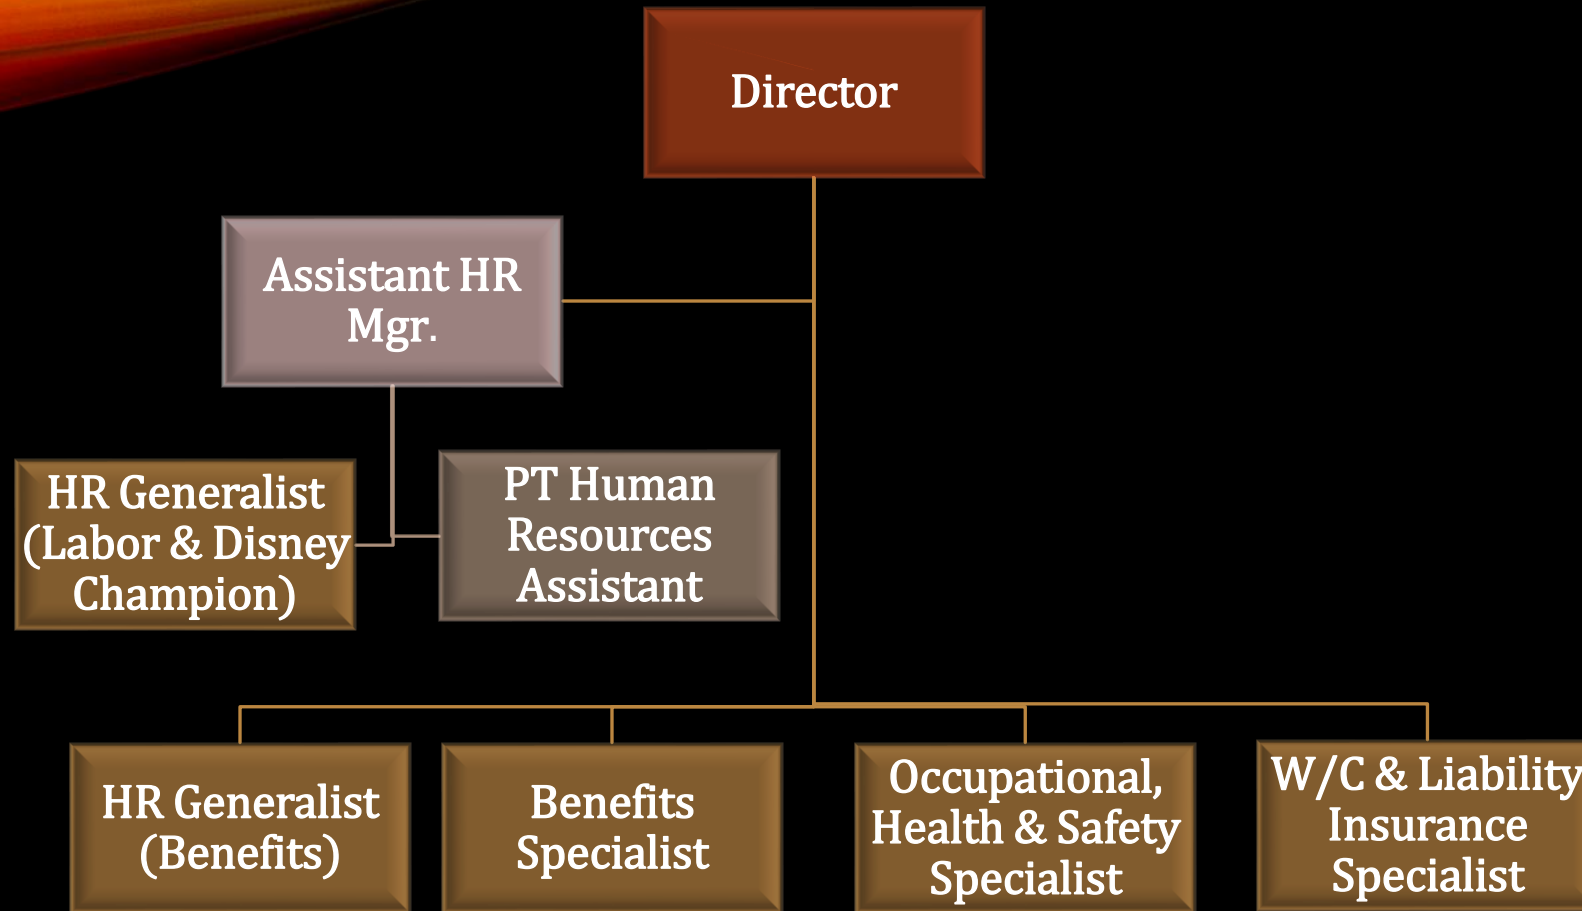 Director
Assistant HR
Mgr.
HR Generalist
(Labor & Disney
Champion)
PT Human
Resources
Assistant
HR Generalist
(Benefits)
Benefits
Specialist
Occupational,
Health & Safety
Specialist
W/C & Liability
Insurance
Specialist